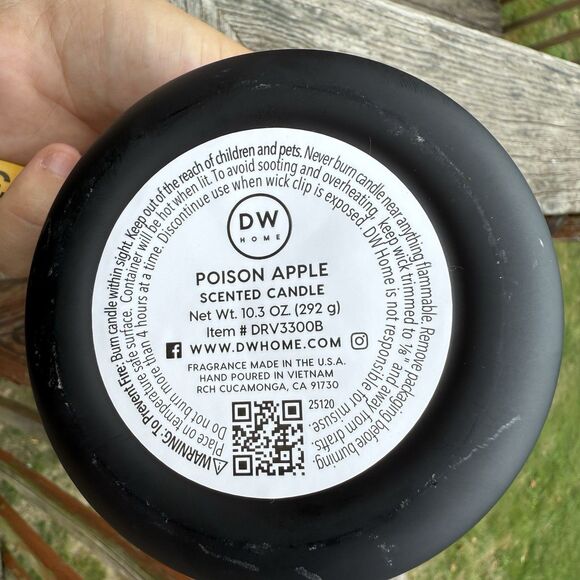 DW
HOME
POISON APPLE
SCENTED CANDLE
Net Wt. 10.3 OZ. (292 g)
Item # DRV3300B
WWW.DWHOME.COM
FRAGRANCE MADE IN THE U.S.A.
HAND POURED IN VIETNAM
RCH CUCAMONGA, CA 91730
25120
WARNING: To Prevent Fire: Burn candle within sight. Keep out of the reach of children and pets. Never burn candle near anything flammable. Remove packaging before burning.
Place on temperature safe surface. Container will be hot when lit. To avoid sooting and overheating, keep wick trimmed to 1/8" and away from drafts.
Do not burn more than 4 hours at a time. Discontinue use when wick clip is exposed. DW Home is not responsible for misuse.